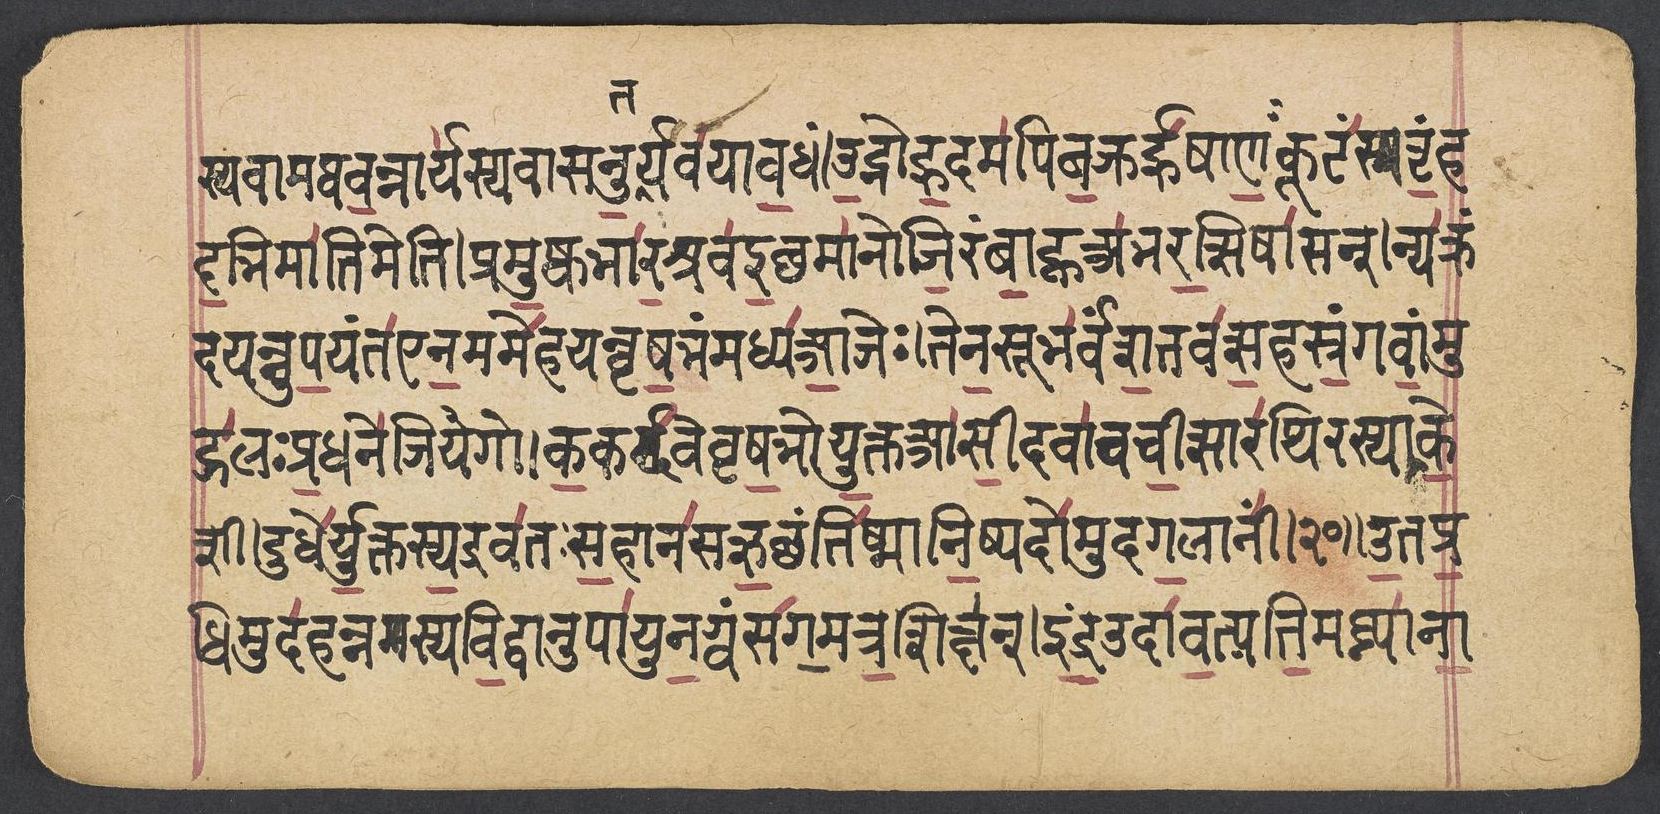 त
स्यवामघवन्नार्यस्यवासनुर्यवयावधं।उद्नोह्रदमपिबज्जर्हृषाणःकूटंस्मतृंह
दभिमातिमेति।प्रमुष्कभारःश्रवइच्छमानोजिरंबाहूअभरत्सिषासन्।न्यक्रं
दयन्नुपयंतएनममेहयन्वृषभंमध्यआजेः।तेनसूभर्वंशतवत्सहस्रंगवांमु
द्गलःप्रधनेजिगाय।ककर्दवेवृषभोयुक्तआसीदवावचीत्सारथिरस्यके
शी।दुधेर्युक्तस्यद्रवतःसहानसऋच्छंतिष्मानिष्पदोमुदगलानीं।२०॥उतप्र
धिमुदहन्नस्यविद्वानुपायुनग्वंसगमत्रशिक्षन्।इंद्रउदावत्पतिमघ्न्याना